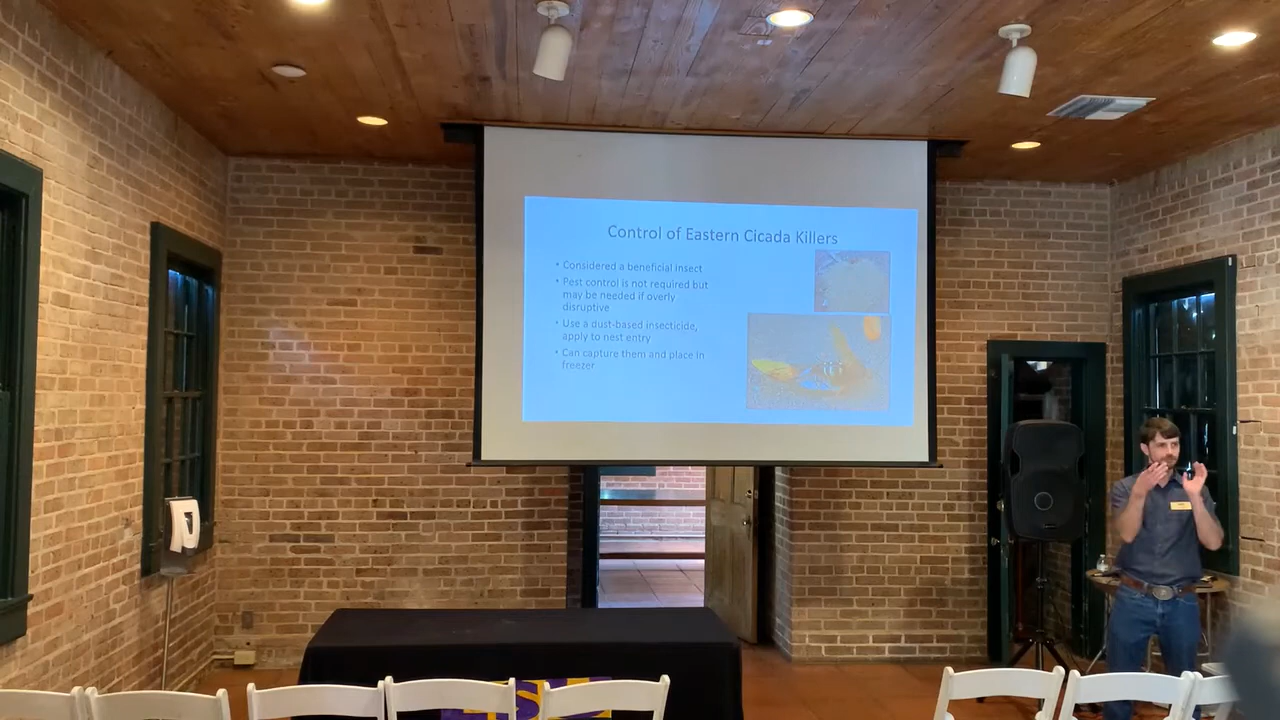 Control of Eastern Cicada Killers
• Considered a beneficial insect
• Pest control is not required but
may be needed if overly
disruptive
• Use a dust-based insecticide,
apply to nest entry
• Can capture them and place in
freezer